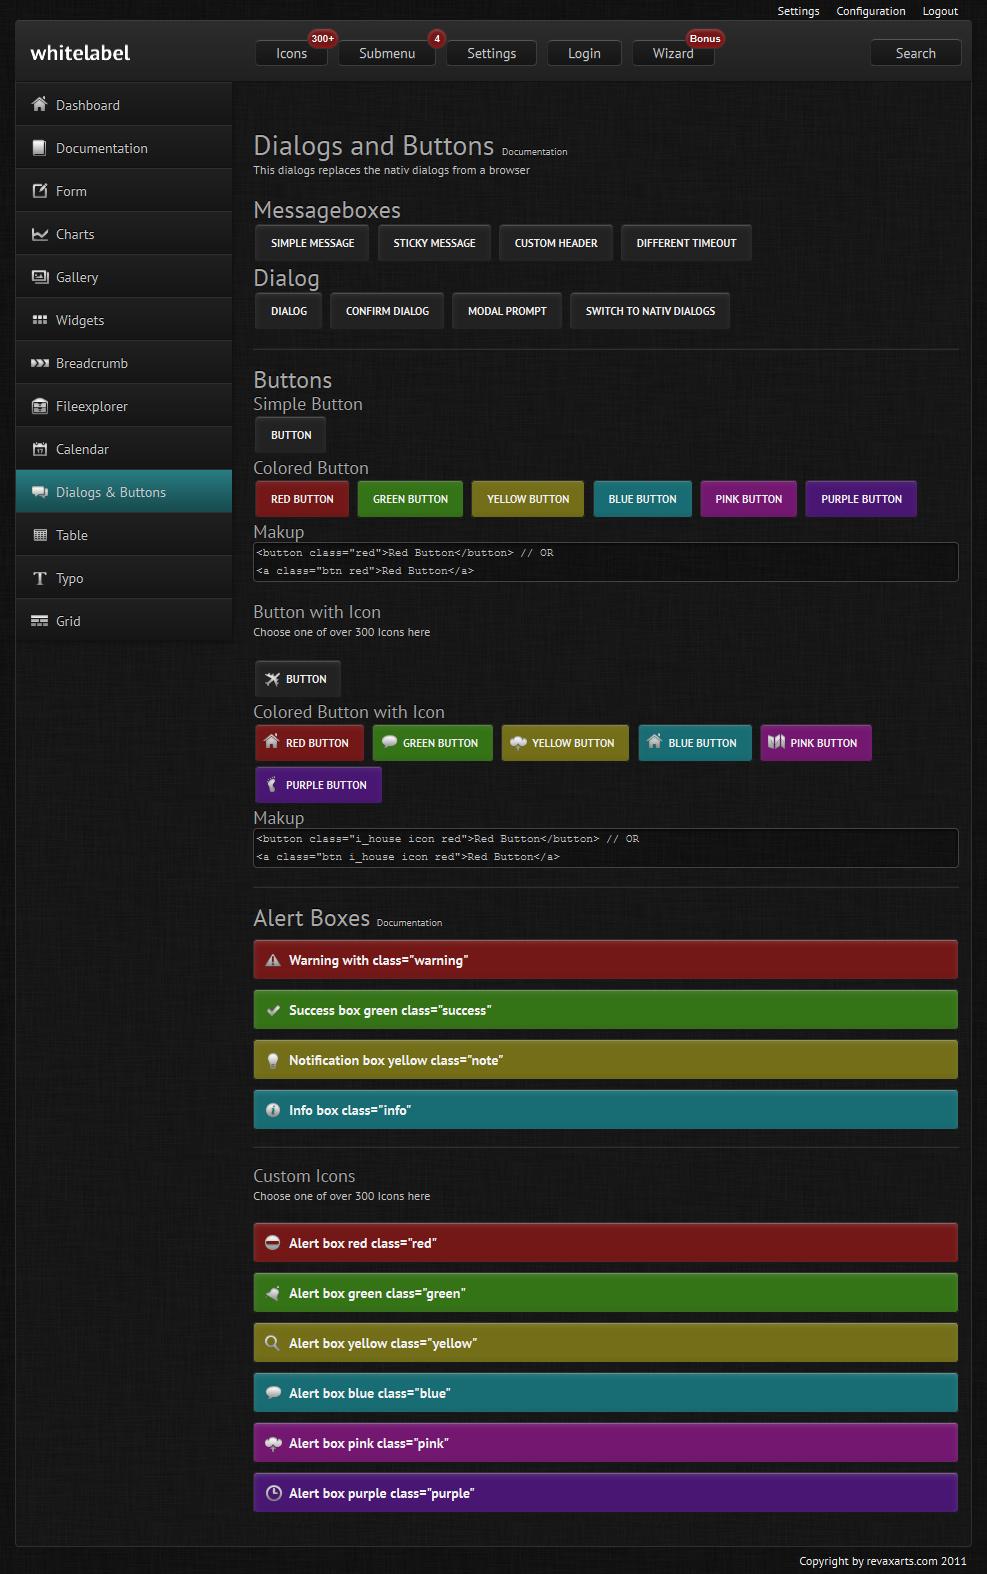 Settings Configuration Logout
whitelabel
Icons 300+ Submenu 4 Settings Login Wizard Bonus Search
Dashboard
Documentation
Form
Charts
Gallery
Widgets
Breadcrumb
Fileexplorer
Calendar
Dialogs & Buttons
Table
Typo
Grid
Dialogs and Buttons Documentation
This dialogs replaces the nativ dialogs from a browser
Messageboxes
SIMPLE MESSAGE STICKY MESSAGE CUSTOM HEADER DIFFERENT TIMEOUT
Dialog
DIALOG CONFIRM DIALOG MODAL PROMPT SWITCH TO NATIV DIALOGS
Buttons
Simple Button
BUTTON
Colored Button
RED BUTTON GREEN BUTTON YELLOW BUTTON BLUE BUTTON PINK BUTTON PURPLE BUTTON
Makup
<button class="red">Red Button</button> // OR
<a class="btn red">Red Button</a>
Button with Icon
Choose one of over 300 Icons here
BUTTON
Colored Button with Icon
RED BUTTON GREEN BUTTON YELLOW BUTTON BLUE BUTTON PINK BUTTON
PURPLE BUTTON
Makup
<button class="i_house icon red">Red Button</button> // OR
<a class="btn i_house icon red">Red Button</a>
Alert Boxes Documentation
Warning with class="warning"
Success box green class="success"
Notification box yellow class="note"
Info box class="info"
Custom Icons
Choose one of over 300 Icons here
Alert box red class="red"
Alert box green class="green"
Alert box yellow class="yellow"
Alert box blue class="blue"
Alert box pink class="pink"
Alert box purple class="purple"
Copyright by revaxarts.com 2011